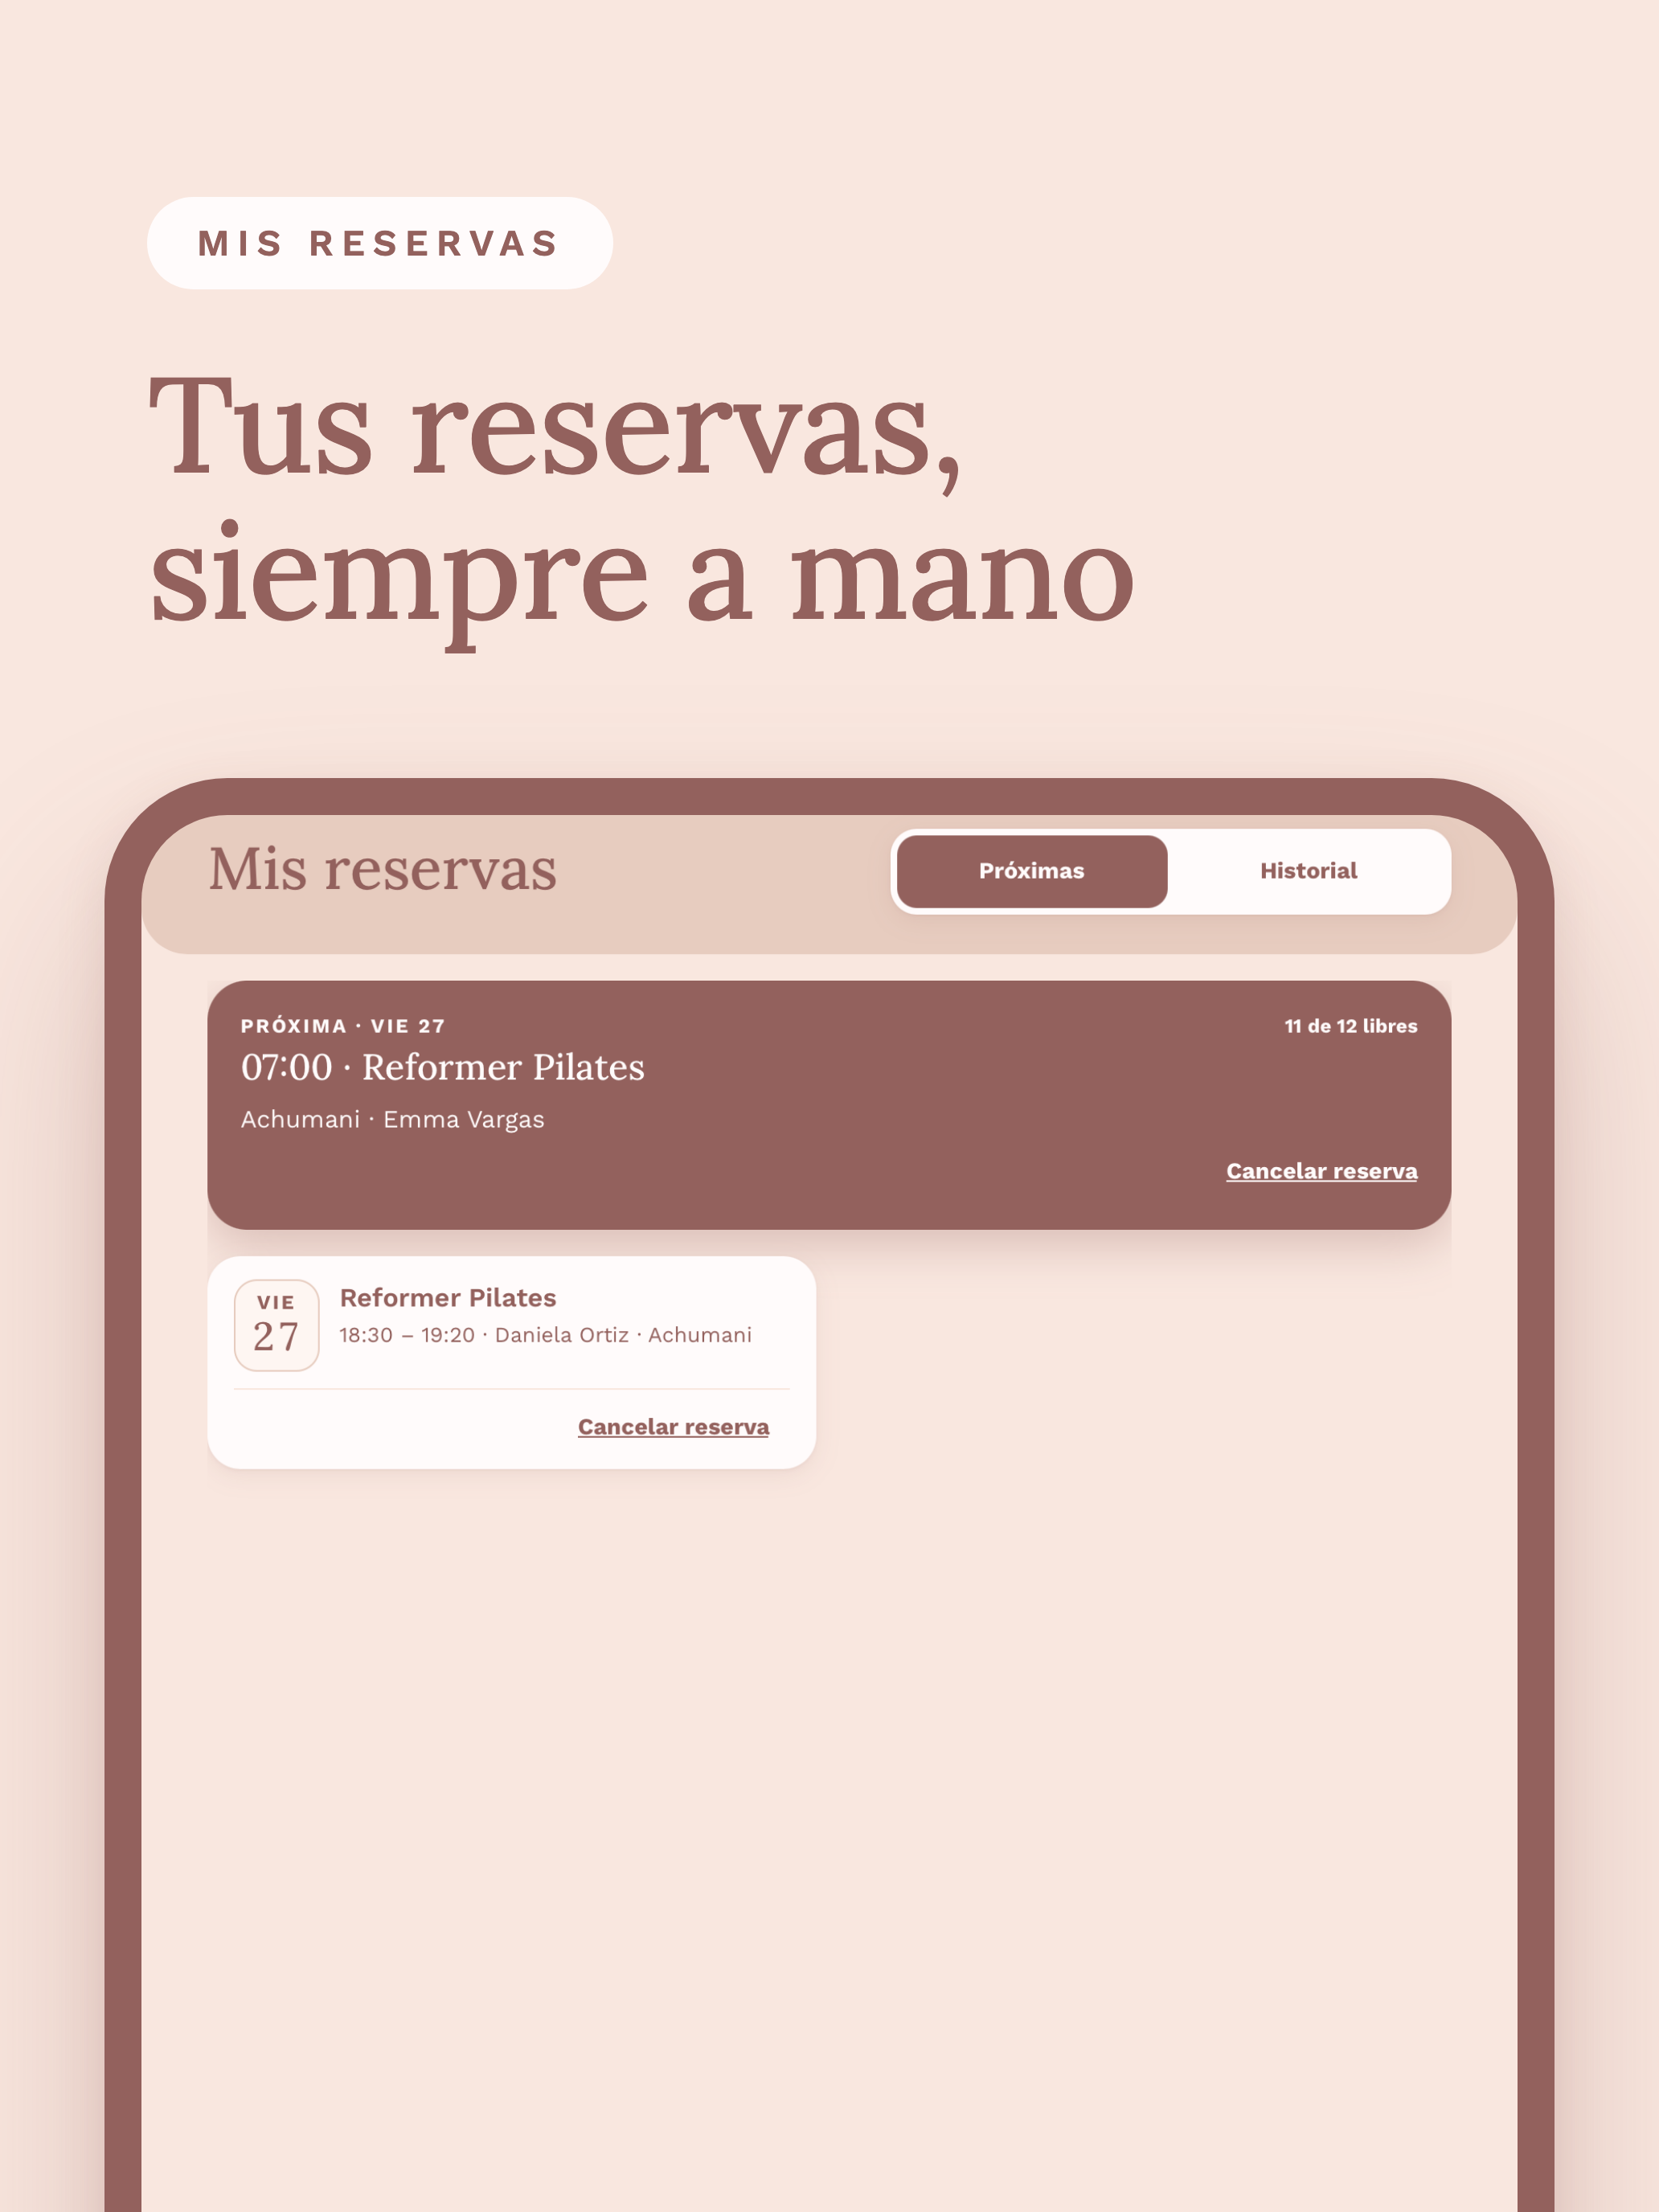 MIS RESERVAS
Tus reservas,
siempre a mano
Mis reservas
Próximas
Historial
PRÓXIMA · VIE 27
11 de 12 libres
07:00 · Reformer Pilates
Achumani · Emma Vargas
Cancelar reserva
VIE
27
Reformer Pilates
18:30 – 19:20 · Daniela Ortiz · Achumani
Cancelar reserva